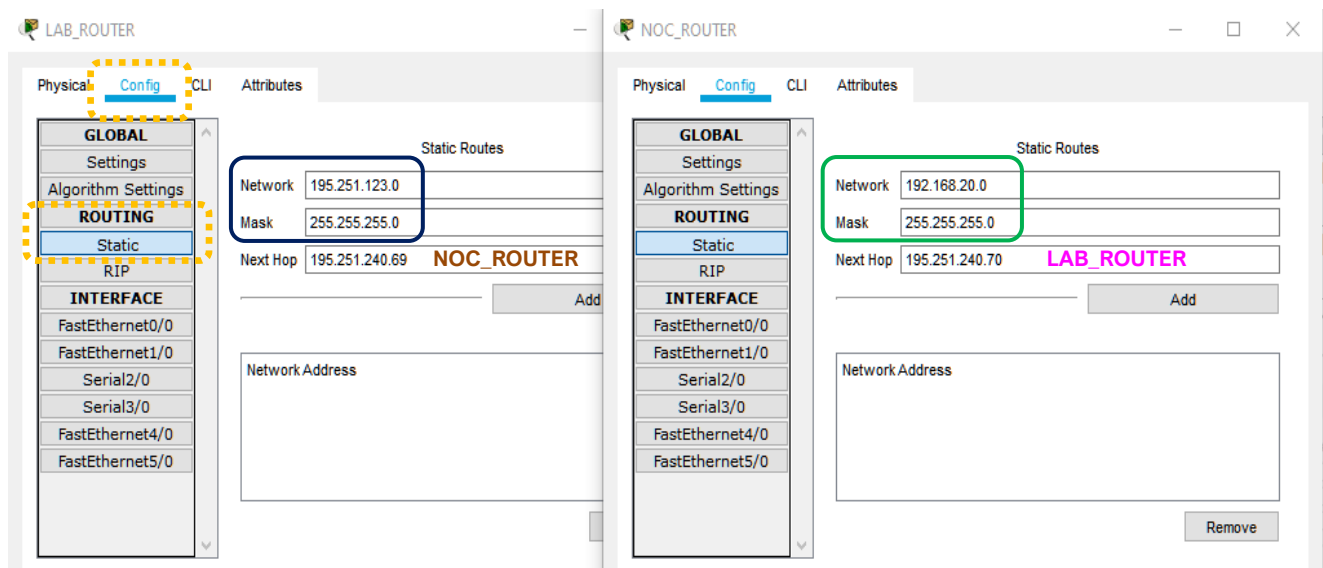 LAB_ROUTER
Physical Config CLI Attributes
GLOBAL
Settings
Algorithm Settings
ROUTING
Static
RIP
INTERFACE
FastEthernet0/0
FastEthernet1/0
Serial2/0
Serial3/0
FastEthernet4/0
FastEthernet5/0
Static Routes
Network 195.251.123.0
Mask 255.255.255.0
Next Hop 195.251.240.69 NOC_ROUTER
Add
Network Address
NOC_ROUTER
Physical Config CLI Attributes
GLOBAL
Settings
Algorithm Settings
ROUTING
Static
RIP
INTERFACE
FastEthernet0/0
FastEthernet1/0
Serial2/0
Serial3/0
FastEthernet4/0
FastEthernet5/0
Static Routes
Network 192.168.20.0
Mask 255.255.255.0
Next Hop 195.251.240.70 LAB_ROUTER
Add
Network Address
Remove